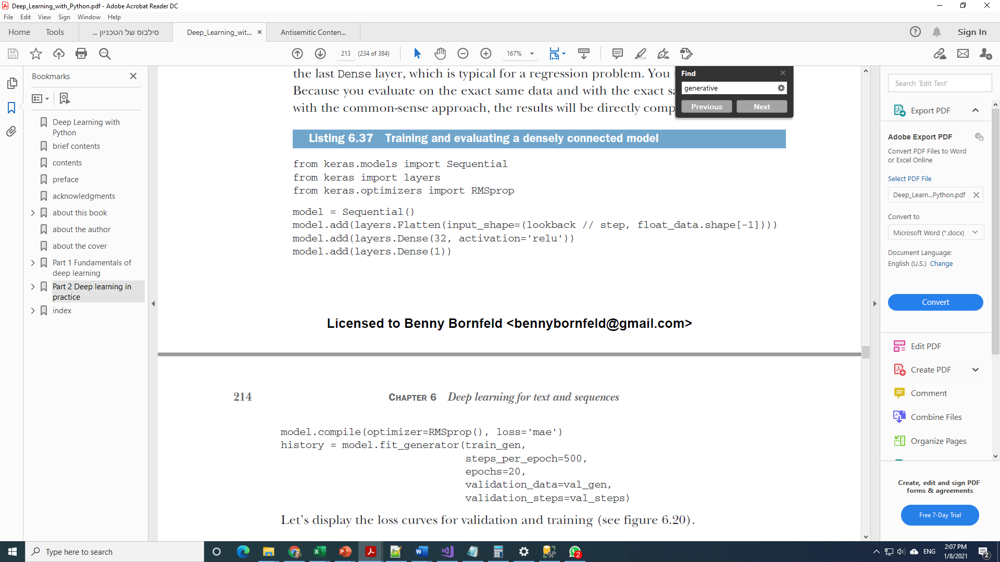 Deep_Learning_with_Python.pdf - Adobe Acrobat Reader DC
File Edit View Sign Window Help
Home Tools
סילבוס של הטכניון ...
Deep_Learning_wit...
Antisemitic Conten...
Sign In
213 (234 of 384)
167%
Bookmarks
Deep Learning with
Python
brief contents
contents
preface
acknowledgments
about this book
about the author
about the cover
Part 1 Fundamentals of
deep learning
Part 2 Deep learning in
practice
index
the last Dense layer, which is typical for a regression problem. You
Because you evaluate on the exact same data and with the exact
with the common-sense approach, the results will be directly
Find
generative
Previous Next
Listing 6.37 Training and evaluating a densely connected model
from keras.models import Sequential
from keras import layers
from keras.optimizers import RMSprop
model = Sequential()
model.add(layers.Flatten(input_shape=(lookback // step, float_data.shape[-1])))
model.add(layers.Dense(32, activation='relu'))
model.add(layers.Dense(1))
Licensed to Benny Bornfeld <bennybornfeld@gmail.com>
214 CHAPTER 6 Deep learning for text and sequences
model.compile(optimizer=RMSprop(), loss='mae')
history = model.fit_generator(train_gen,
steps_per_epoch=500,
epochs=20,
validation_data=val_gen,
validation_steps=val_steps)
Let's display the loss curves for validation and training (see figure 6.20).
Search 'Edit Text'
Export PDF
Adobe Export PDF
Convert PDF Files to Word
or Excel Online
Select PDF File
Deep_Learn...Python.pdf
Convert to
Microsoft Word (*.docx)
Document Language:
English (U.S.) Change
Convert
Edit PDF
Create PDF
Comment
Combine Files
Organize Pages
Create, edit and sign PDF
forms & agreements
Free 7-Day Trial
Type here to search
2
ENG
2:07 PM
1/8/2021
2